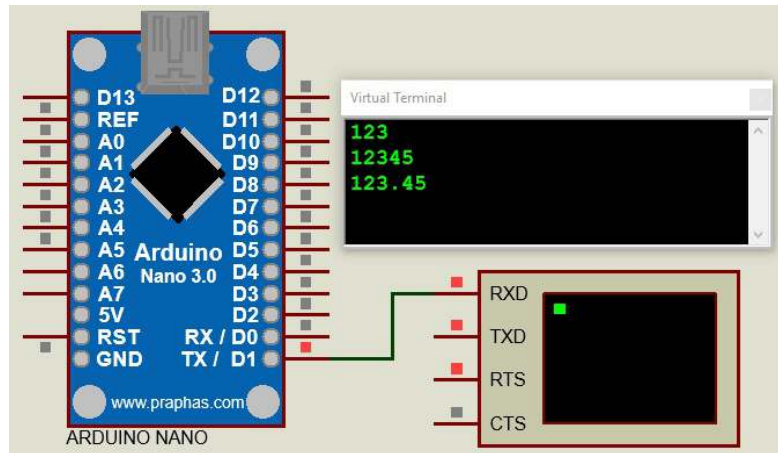 D13
REF
A0
A1
A2
A3
A4
A5
A6
A7
5V
RST
GND
D12
D11
D10
D9
D8
D7
D6
D5
D4
D3
D2
RX / D0
TX / D1
Arduino
Nano 3.0
www.praphas.com
ARDUINO NANO
Virtual Terminal
123
12345
123.45
RXD
TXD
RTS
CTS